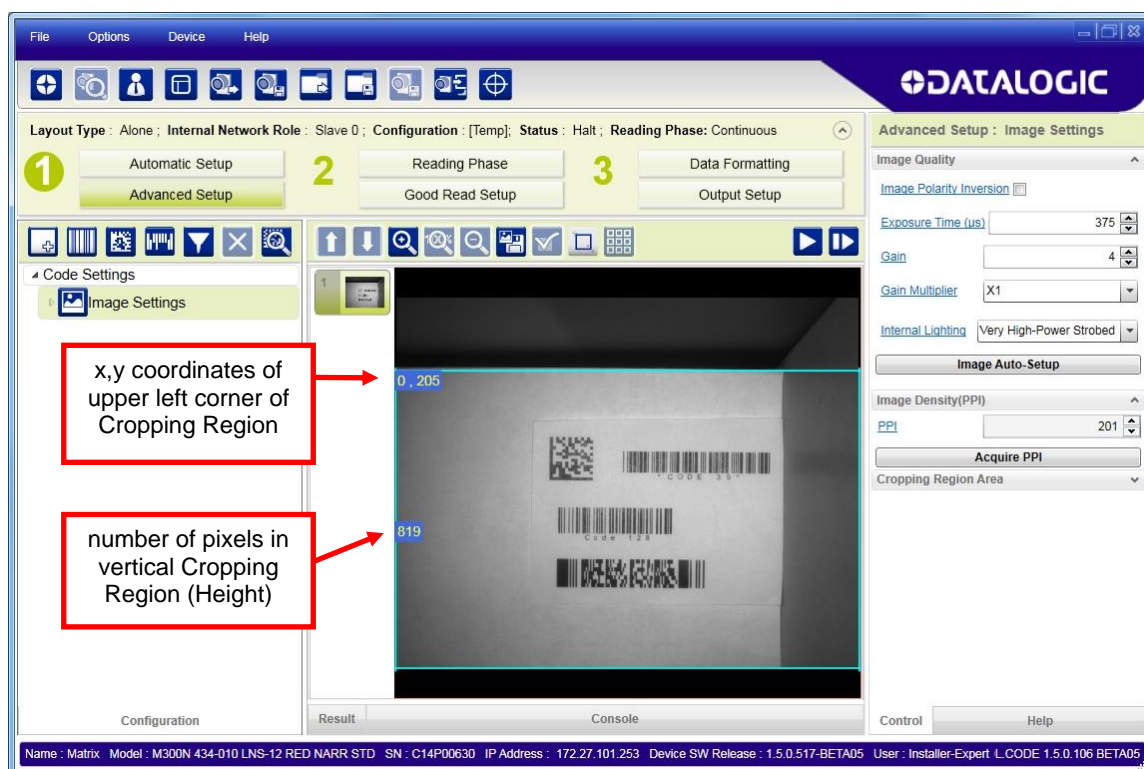 File Options Device Help
DATALOGIC
Layout Type : Alone ; Internal Network Role : Slave 0 ; Configuration : [Temp]; Status : Halt ; Reading Phase: Continuous
1 Automatic Setup 2 Reading Phase 3 Data Formatting
Advanced Setup Good Read Setup Output Setup
Code Settings
Image Settings
100%
1
x,y coordinates of
upper left corner of
Cropping Region
number of pixels in
vertical Cropping
Region (Height)
0 , 205
819
*CODE 39*
Code 128
Configuration
Result Console
Advanced Setup : Image Settings
Image Quality
Image Polarity Inversion
Exposure Time (us) 375
Gain 4
Gain Multiplier X1
Internal Lighting Very High-Power Strobed
Image Auto-Setup
Image Density(PPI)
PPI 201
Acquire PPI
Cropping Region Area
Control Help
Name : Matrix Model : M300N 434-010 LNS-12 RED NARR STD SN : C14P00630 IP Address : 172.27.101.253 Device SW Release : 1.5.0.517-BETA05 User : Installer-Expert L.CODE 1.5.0.106 BETA05